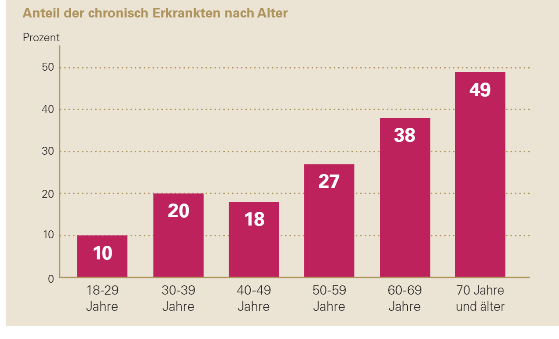 Anteil der chronisch Erkrankten nach Alter
Prozent
50
40
30
20
10
0
10
20
18
27
38
49
18-29
Jahre
30-39
Jahre
40-49
Jahre
50-59
Jahre
60-69
Jahre
70 Jahre
und älter